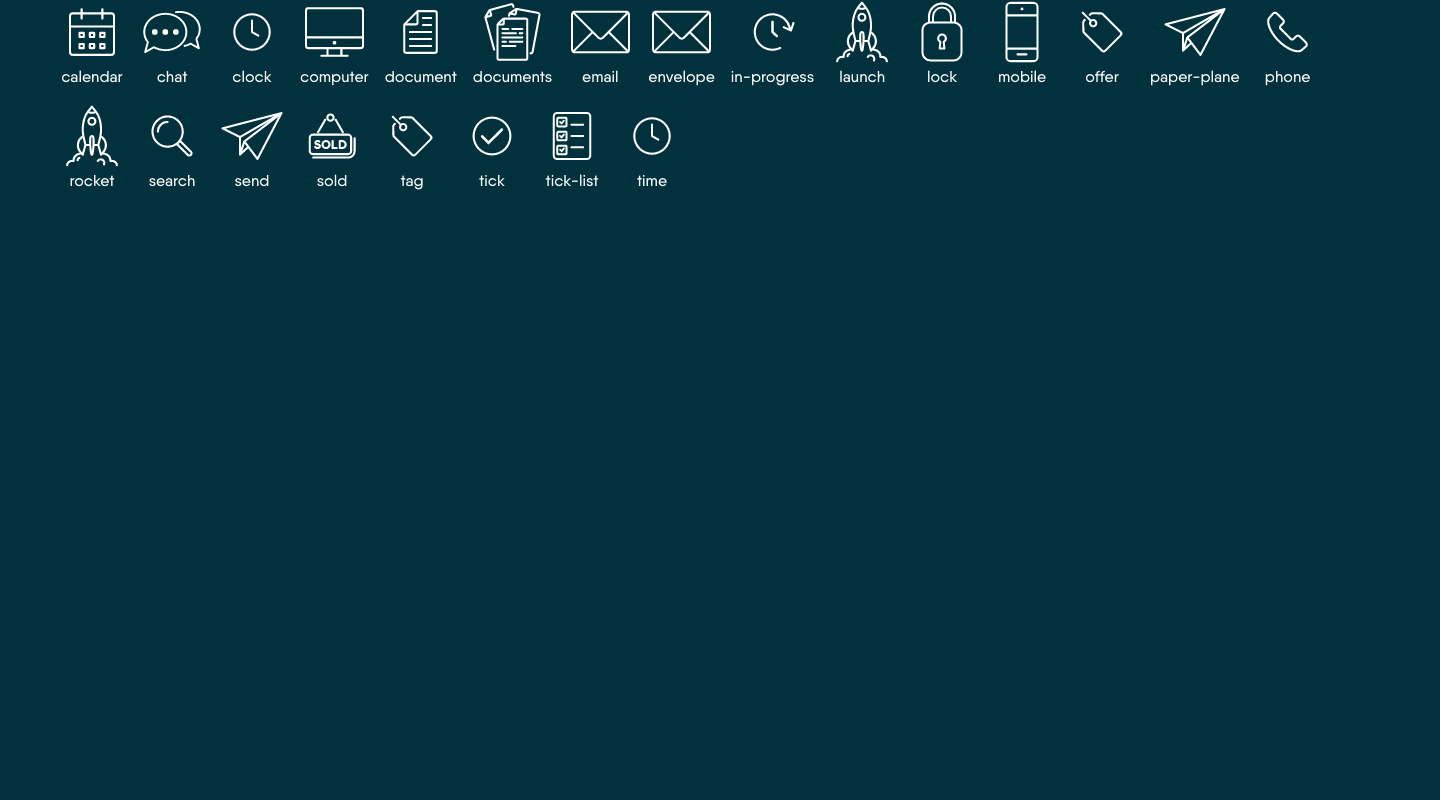 calendar chat clock computer document documents email envelope in-progress launch lock mobile offer paper-plane phone
SOLD
rocket search send sold tag tick tick-list time